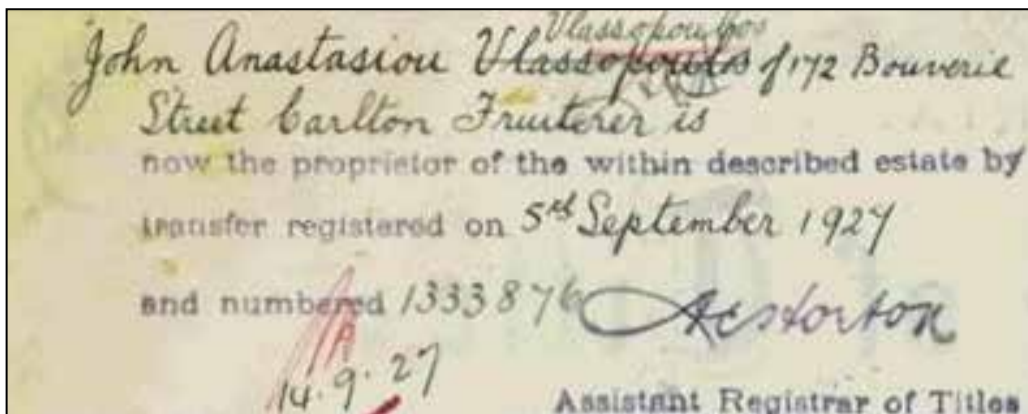 Vlassopoulos
John Anastasiou Vlassopoulos of 172 Bouverie
Street Carlton Fruiterer is
now the proprietor of the within described estate by
transfer registered on 5th September 1927
and numbered 1333876
14.9.27
Assistant Registrar of Titles